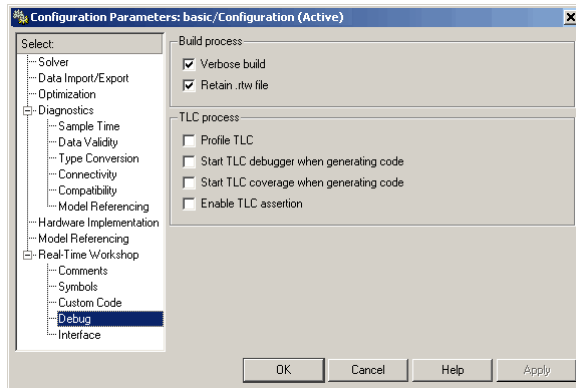 Configuration Parameters: basic/Configuration (Active)
Select:
Solver
Data Import/Export
Optimization
Diagnostics
Sample Time
Data Validity
Type Conversion
Connectivity
Compatibility
Model Referencing
Hardware Implementation
Model Referencing
Real-Time Workshop
Comments
Symbols
Custom Code
Debug
Interface
Build process
Verbose build
Retain .rtw file
TLC process
Profile TLC
Start TLC debugger when generating code
Start TLC coverage when generating code
Enable TLC assertion
OK
Cancel
Help
Apply